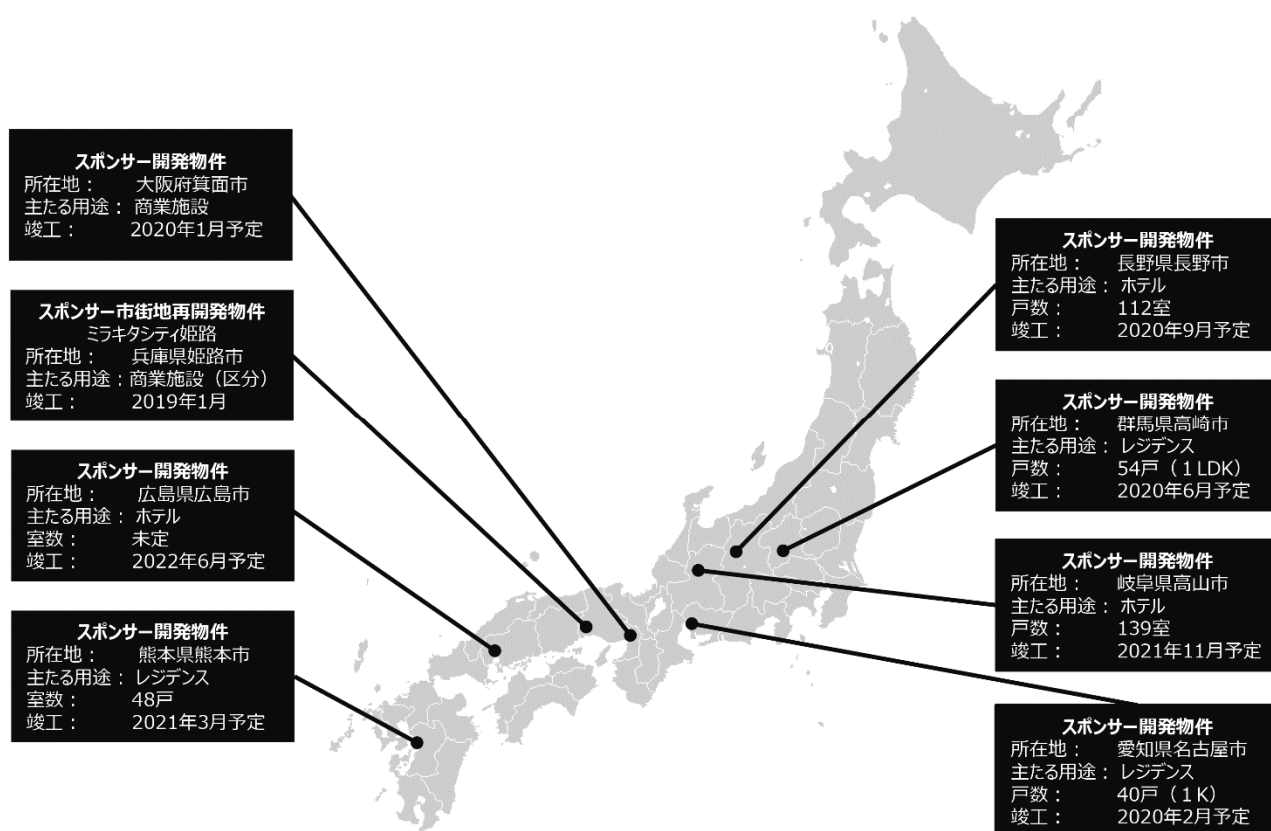 スポンサー開発物件
所在地： 大阪府箕面市
主たる用途： 商業施設
竣工： 2020年1月予定
スポンサー市街地再開発物件
ミラキタシティ姫路
所在地： 兵庫県姫路市
主たる用途：商業施設（区分）
竣工： 2019年1月
スポンサー開発物件
所在地： 広島県広島市
主たる用途： ホテル
室数： 未定
竣工： 2022年6月予定
スポンサー開発物件
所在地： 熊本県熊本市
主たる用途： レジデンス
室数： 48戸
竣工： 2021年3月予定
スポンサー開発物件
所在地： 長野県長野市
主たる用途： ホテル
戸数： 112室
竣工： 2020年9月予定
スポンサー開発物件
所在地： 群馬県高崎市
主たる用途： レジデンス
戸数： 54戸（１LDK）
竣工： 2020年6月予定
スポンサー開発物件
所在地： 岐阜県高山市
主たる用途： ホテル
戸数： 139室
竣工： 2021年11月予定
スポンサー開発物件
所在地： 愛知県名古屋市
主たる用途： レジデンス
戸数： 40戸（１K）
竣工： 2020年2月予定